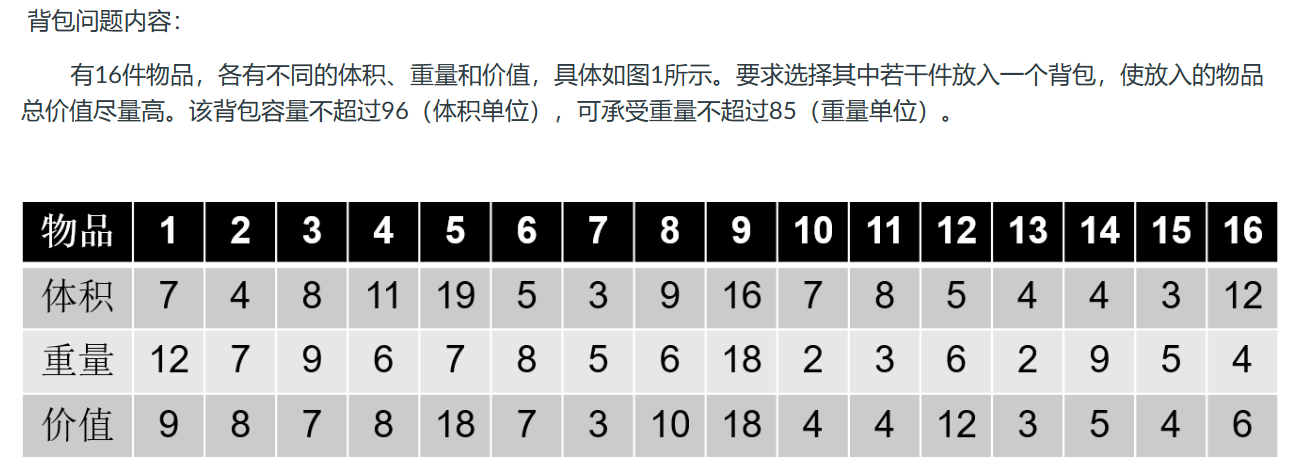 背包问题内容：
有16件物品，各有不同的体积、重量和价值，具体如图1所示。要求选择其中若干件放入一个背包，使放入的物品
总价值尽量高。该背包容量不超过96（体积单位），可承受重量不超过85（重量单位）。
物品 1 2 3 4 5 6 7 8 9 10 11 12 13 14 15 16
体积 7 4 8 11 19 5 3 9 16 7 8 5 4 4 3 12
重量 12 7 9 6 7 8 5 6 18 2 3 6 2 9 5 4
价值 9 8 7 8 18 7 3 10 18 4 4 12 3 5 4 6